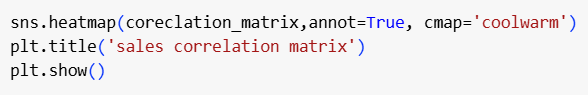 sns.heatmap(coreclation_matrix,annot=True, cmap='coolwarm')
plt.title('sales correlation matrix')
plt.show()